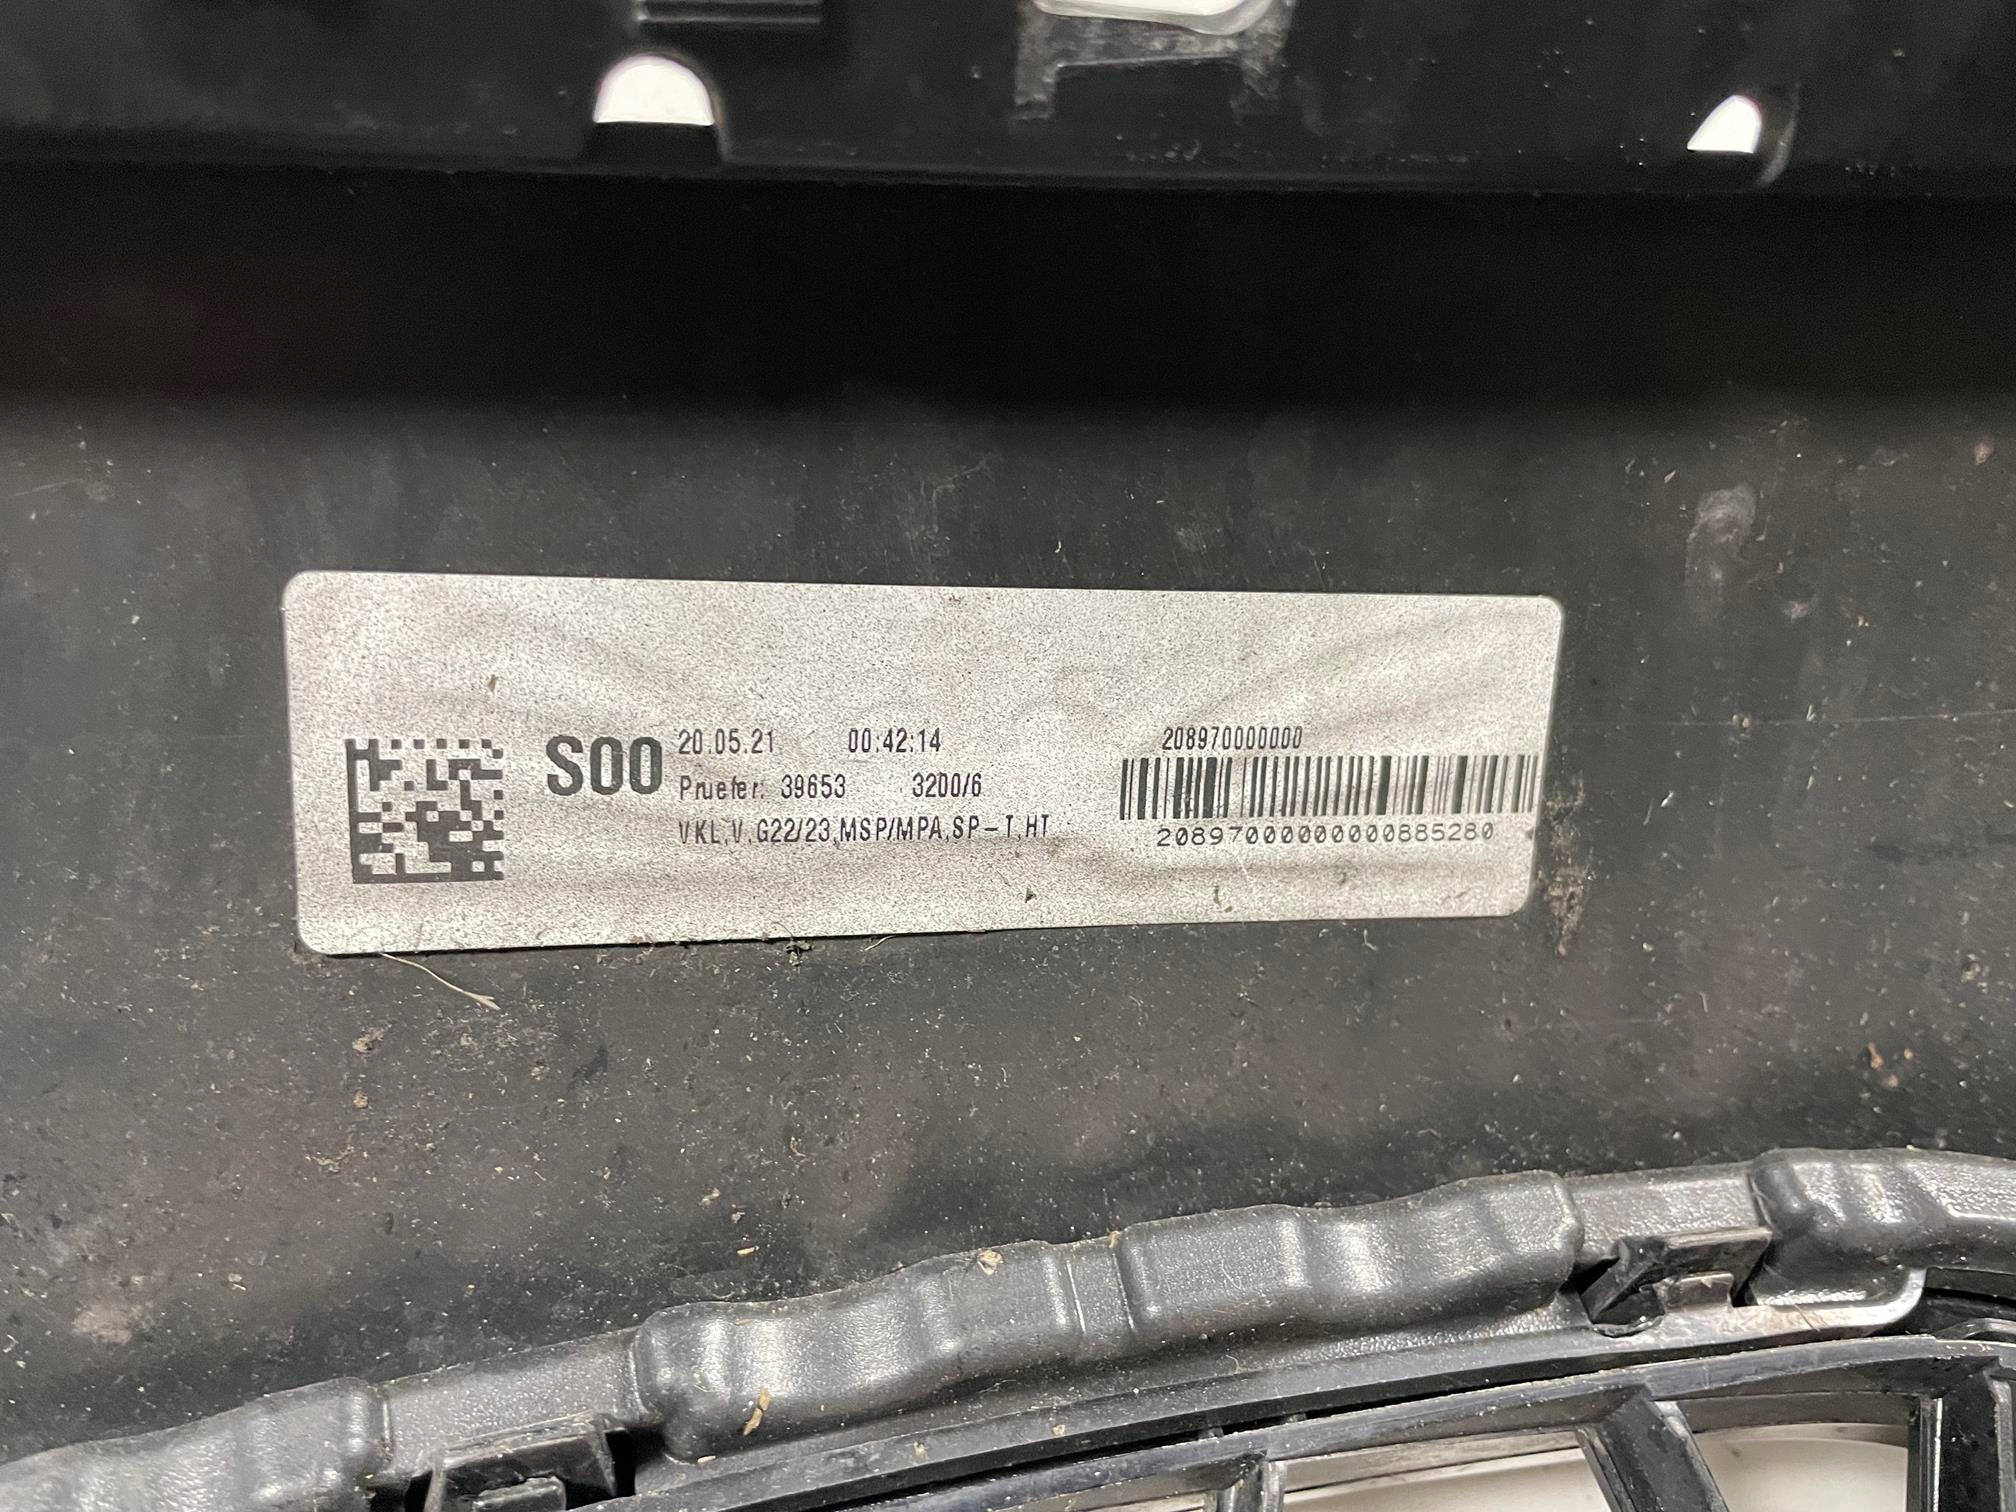 S00
20.05.21 00:42:14
Pruefer: 39653 3200/6
VKL,V,G22/23,MSP/MPA,SP-T,HT
208970000000
20897000000000885280